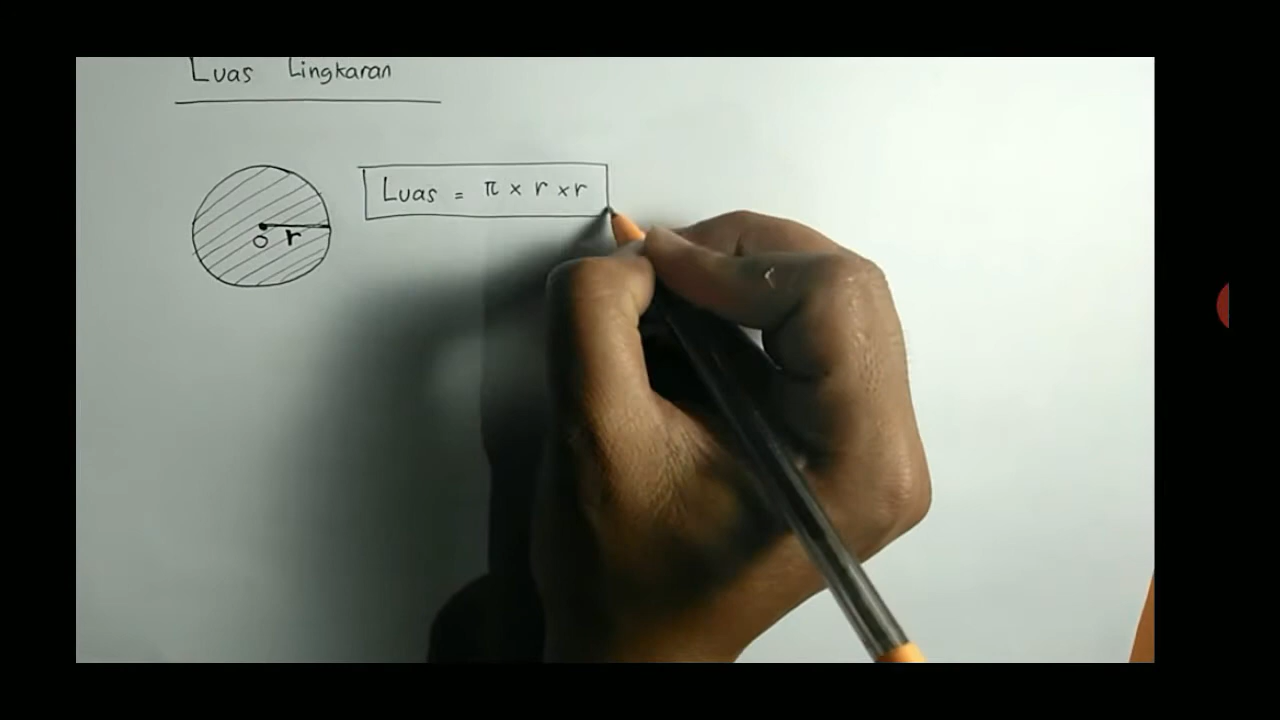 Luas Lingkaran
Luas = π × r × r
O r